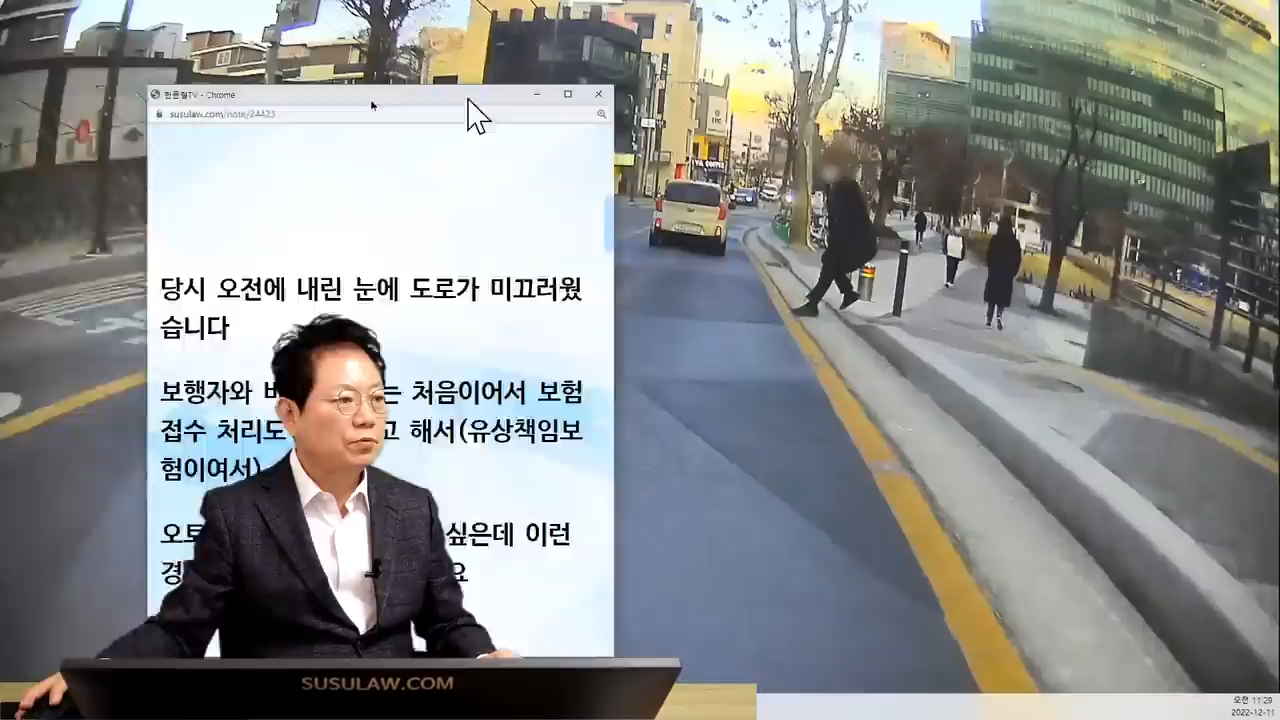 한문철TV - Chrome
susulaw.com/note/24423
당시 오전에 내린 눈에 도로가 미끄러웠
습니다
보행자와 는 처음이어서 보험
접수 처리도 고 해서(유상책임보
험이여서)
싶은데 이런
요
VA COFFEE
SUSULAW.COM
오전 11:29
2022-12-11